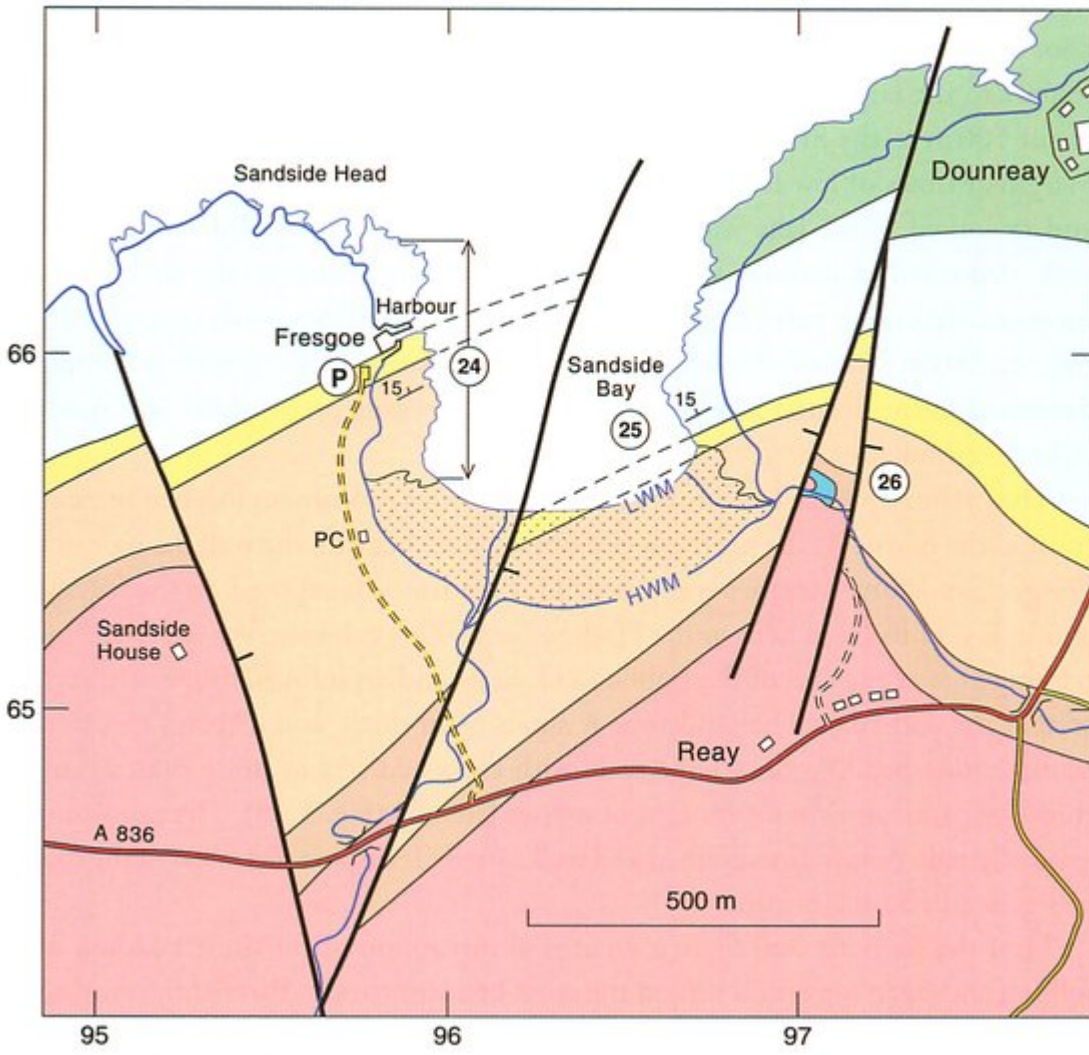 Sandside Head
Dounreay
Harbour
Fresgoe
66
P
15
24
Sandside
Bay
15
25
26
LWM
PC
HWM
Sandside
House
65
Reay
A 836
500 m
95
96
97